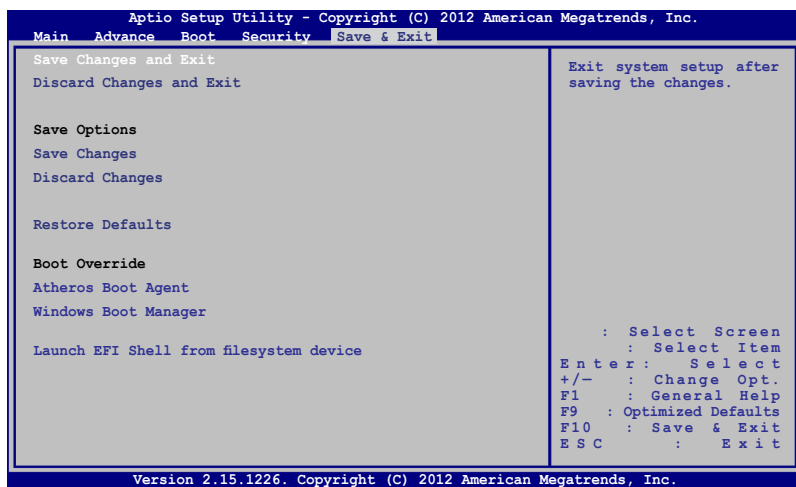 Aptio Setup Utility - Copyright (C) 2012 American Megatrends, Inc.
Main Advance Boot Security Save & Exit
Save Changes and Exit
Discard Changes and Exit
Save Options
Save Changes
Discard Changes
Restore Defaults
Boot Override
Atheros Boot Agent
Windows Boot Manager
Launch EFI Shell from filesystem device
Exit system setup after
saving the changes.
: Select Screen
: Select Item
Enter: Select
+/— : Change Opt.
F1 : General Help
F9 : Optimized Defaults
F10 : Save & Exit
ESC : Exit
Version 2.15.1226. Copyright (C) 2012 American Megatrends, Inc.